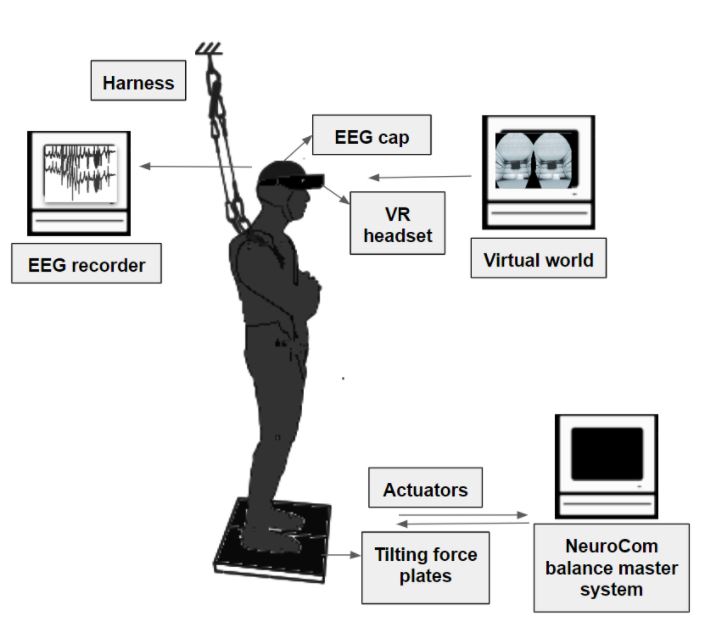 Harness
EEG cap
VR
headset
EEG recorder
Virtual world
Actuators
Tilting force
plates
NeuroCom
balance master
system